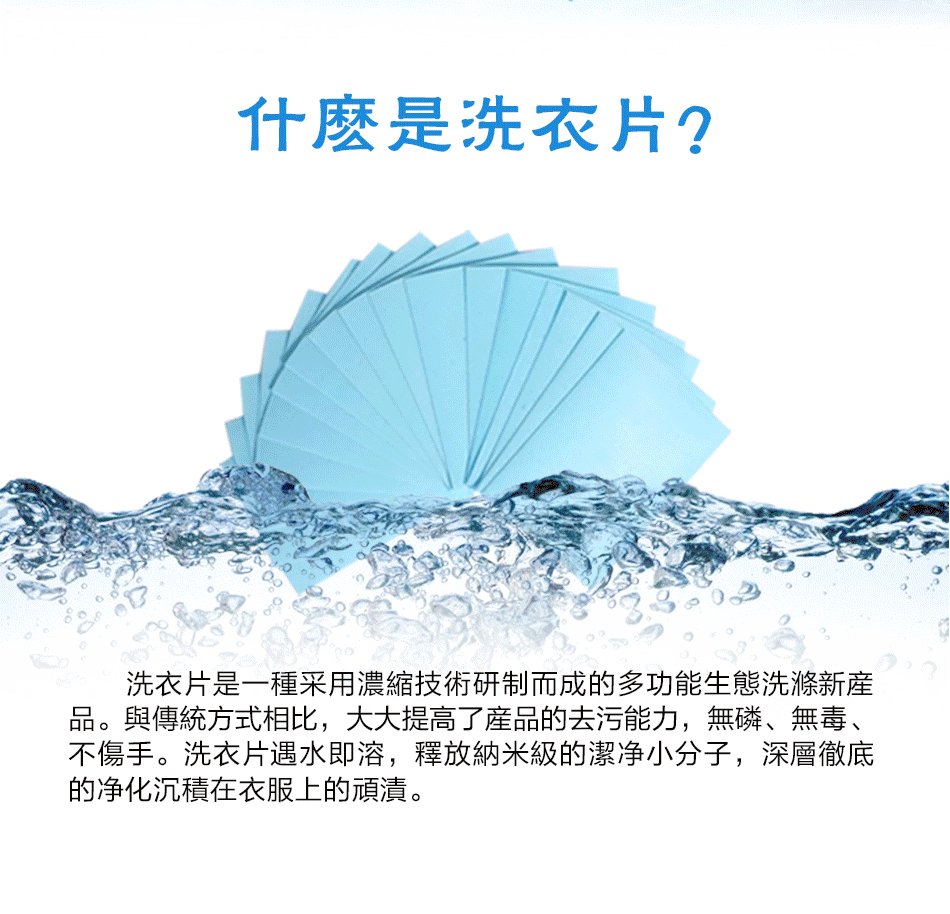 什麽是洗衣片?
洗衣片是一種采用濃縮技術研制而成的多功能生態洗滌新産
品。與傳統方式相比，大大提高了産品的去污能力，無磷、無毒、
不傷手。洗衣片遇水即溶，釋放納米級的潔净小分子，深層徹底
的净化沉積在衣服上的頑漬。